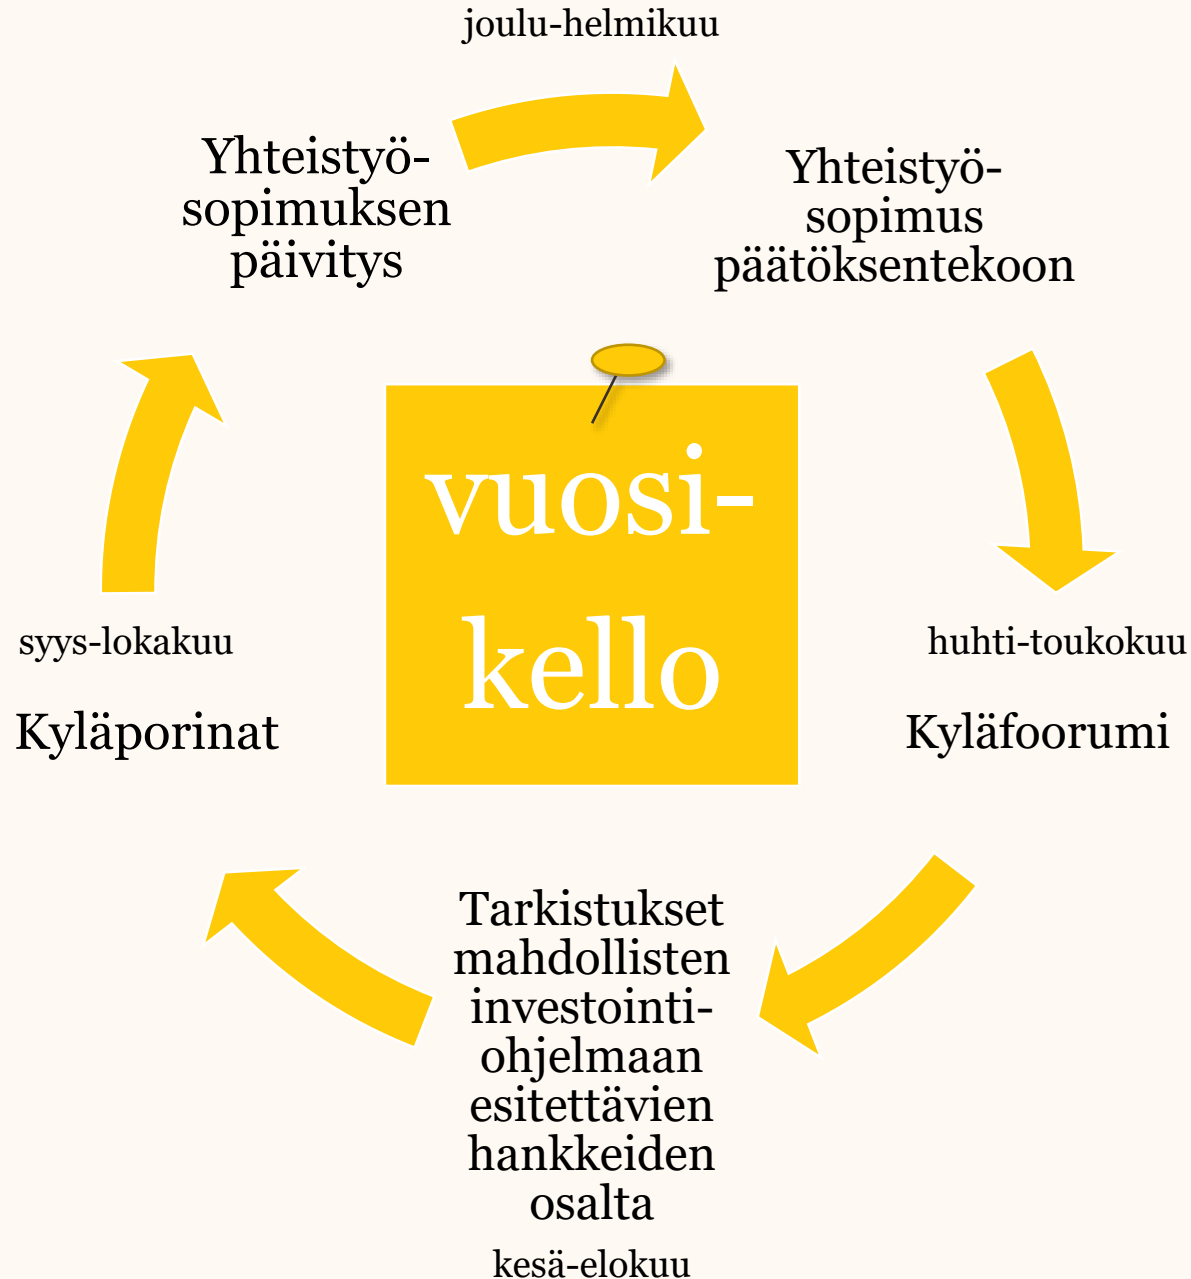 joulu-helmikuu
Yhteistyö-
sopimuksen
päivitys
Yhteistyö-
sopimus
päätöksentekoon
vuosi-
kello
syys-lokakuu
Kyläporinat
huhti-toukokuu
Kyläfoorumi
Tarkistukset
mahdollisten
investointi-
ohjelmaan
esitettävien
hankkeiden
osalta
kesä-elokuu